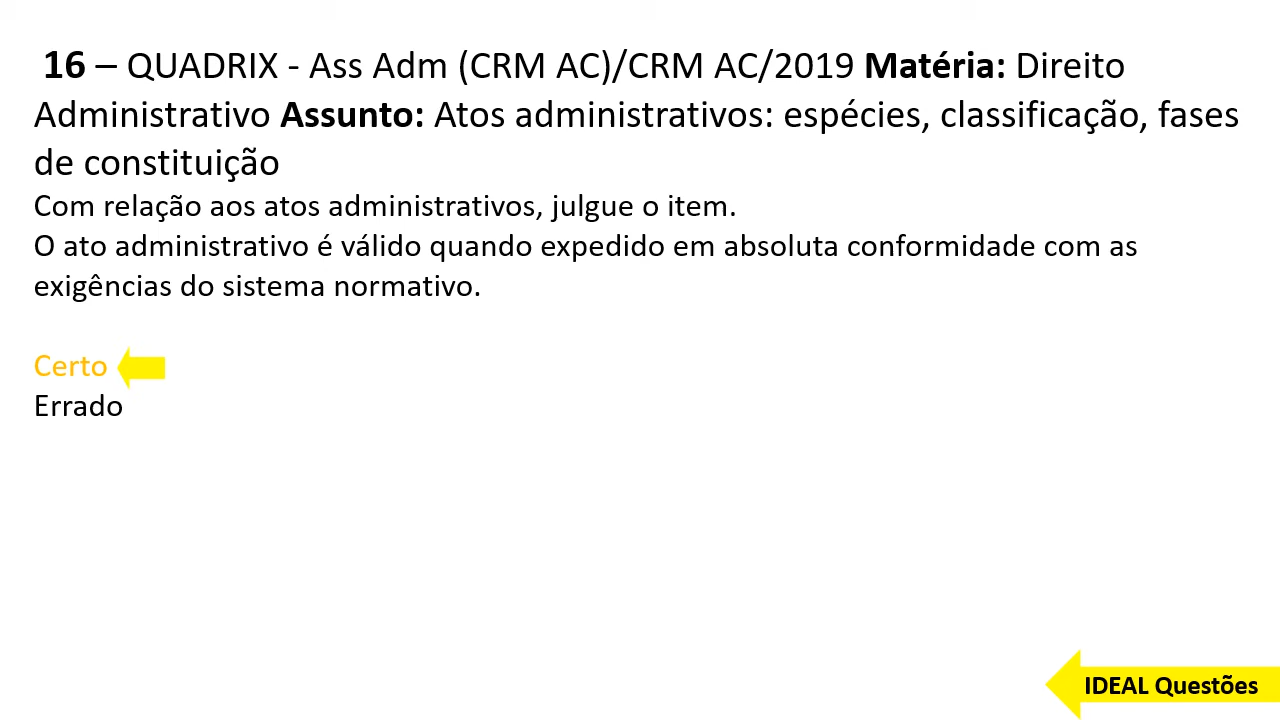 16 – QUADRIX - Ass Adm (CRM AC)/CRM AC/2019 Matéria: Direito
Administrativo Assunto: Atos administrativos: espécies, classificação, fases
de constituição
Com relação aos atos administrativos, julgue o item.
O ato administrativo é válido quando expedido em absoluta conformidade com as
exigências do sistema normativo.
Certo
Errado
IDEAL Questões